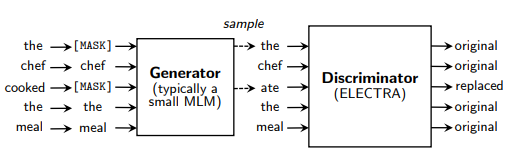 sample
the [MASK] the original
chef chef Generator chef Discriminator original
cooked [MASK] (typically a ate (ELECTRA) replaced
the the small MLM) the original
meal meal meal original